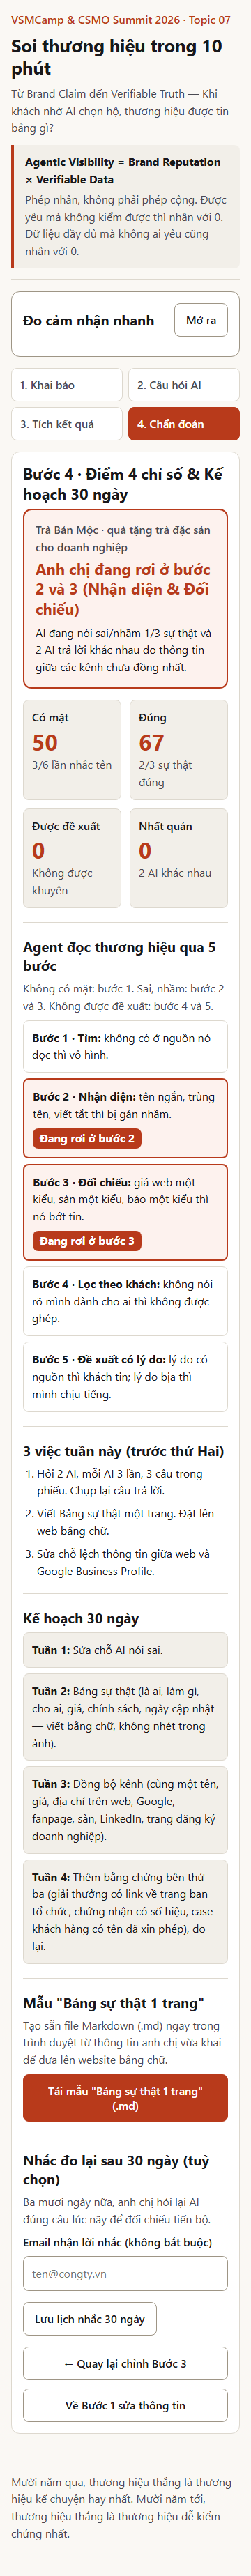 VSMCamp & CSMO Summit 2026 · Topic 07
Soi thương hiệu trong 10
phút
Từ Brand Claim đến Verifiable Truth — Khi
khách nhờ AI chọn hộ, thương hiệu được tin
bằng gì?
Agentic Visibility = Brand Reputation
× Verifiable Data
Phép nhân, không phải phép cộng. Được
yêu mà không kiểm được thì nhân với 0.
Dữ liệu đầy đủ mà không ai yêu cũng
nhân với 0.
Đo cảm nhận nhanh
Mở ra
1. Khai báo
2. Câu hỏi AI
3. Tích kết quả
4. Chẩn đoán
Bước 4 · Điểm 4 chỉ số & Kế
hoạch 30 ngày
Trà Bản Mộc · quà tặng trà đặc sản
cho doanh nghiệp
Anh chị đang rơi ở bước
2 và 3 (Nhận diện & Đối
chiếu)
AI đang nói sai/nhầm 1/3 sự thật và
2 AI trả lời khác nhau do thông tin
giữa các kênh chưa đồng nhất.
Có mặt
50
3/6 lần nhắc tên
Đúng
67
2/3 sự thật
đúng
Được đề xuất
0
Không được
khuyên
Nhất quán
0
2 AI khác nhau
Agent đọc thương hiệu qua 5
bước
Không có mặt: bước 1. Sai, nhầm: bước 2
và 3. Không được đề xuất: bước 4 và 5.
Bước 1 · Tìm: không có ở nguồn nó
đọc thì vô hình.
Bước 2 · Nhận diện: tên ngắn, trùng
tên, viết tắt thì bị gán nhầm.
Đang rơi ở bước 2
Bước 3 · Đối chiếu: giá web một
kiểu, sàn một kiểu, báo một kiểu thì
nó bớt tin.
Đang rơi ở bước 3
Bước 4 · Lọc theo khách: không nói
rõ mình dành cho ai thì không được
ghép.
Bước 5 · Đề xuất có lý do: lý do có
nguồn thì khách tin; lý do bịa thì
mình chịu tiếng.
3 việc tuần này (trước thứ Hai)
1. Hỏi 2 AI, mỗi AI 3 lần, 3 câu trong
phiếu. Chụp lại câu trả lời.
2. Viết Bảng sự thật một trang. Đặt lên
web bằng chữ.
3. Sửa chỗ lệch thông tin giữa web và
Google Business Profile.
Kế hoạch 30 ngày
Tuần 1: Sửa chỗ AI nói sai.
Tuần 2: Bảng sự thật (là ai, làm gì,
cho ai, giá, chính sách, ngày cập nhật
— viết bằng chữ, không nhét trong
ảnh).
Tuần 3: Đồng bộ kênh (cùng một tên,
giá, địa chỉ trên web, Google,
fanpage, sàn, LinkedIn, trang đăng ký
doanh nghiệp).
Tuần 4: Thêm bằng chứng bên thứ
ba (giải thưởng có link về trang ban
tổ chức, chứng nhận có số hiệu, case
khách hàng có tên đã xin phép), đo
lại.
Mẫu "Bảng sự thật 1 trang"
Tạo sẵn file Markdown (.md) ngay trong
trình duyệt từ thông tin anh chị vừa khai
để đưa lên website bằng chữ.
Tải mẫu "Bảng sự thật 1 trang"
(.md)
Nhắc đo lại sau 30 ngày (tuỳ
chọn)
Ba mươi ngày nữa, anh chị hỏi lại AI
đúng câu lúc nãy để đối chiếu tiến bộ.
Email nhận lời nhắc (không bắt buộc)
ten@congty.vn
Lưu lịch nhắc 30 ngày
← Quay lại chỉnh Bước 3
Về Bước 1 sửa thông tin
Mười năm qua, thương hiệu thắng là thương
hiệu kể chuyện hay nhất. Mười năm tới,
thương hiệu thắng là thương hiệu dễ kiểm
chứng nhất.